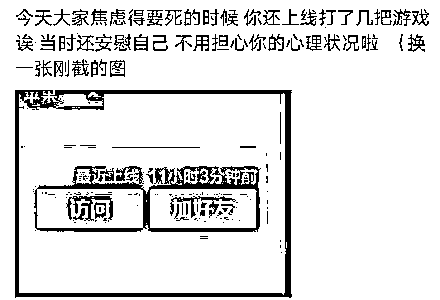 今天大家焦虑得要死的时候 你还上线打了几把游戏
诶 当时还安慰自己 不用担心你的心理状况啦 （换
一张刚截的图
最近上线 11小时3分钟前
访问
加好友